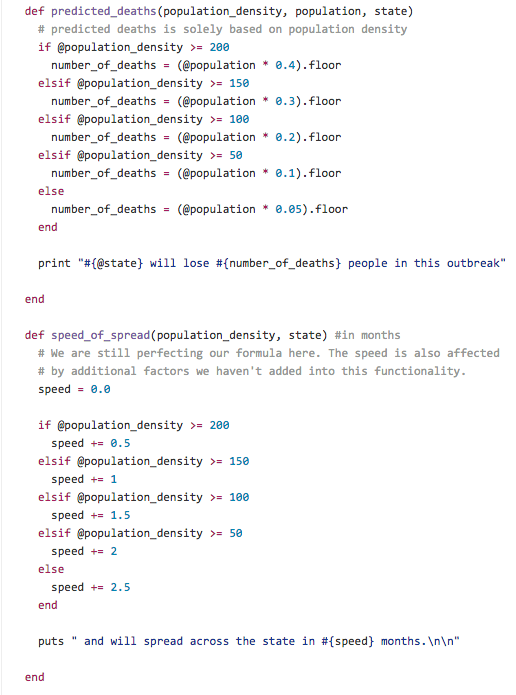 def predicted_deaths(population_density, population, state)
  # predicted deaths is solely based on population density
  if @population_density >= 200
    number_of_deaths = (@population * 0.4).floor
  elsif @population_density >= 150
    number_of_deaths = (@population * 0.3).floor
  elsif @population_density >= 100
    number_of_deaths = (@population * 0.2).floor
  elsif @population_density >= 50
    number_of_deaths = (@population * 0.1).floor
  else
    number_of_deaths = (@population * 0.05).floor
  end

  print "#{@state} will lose #{number_of_deaths} people in this outbreak"

end

def speed_of_spread(population_density, state) #in months
  # We are still perfecting our formula here. The speed is also affected
  # by additional factors we haven't added into this functionality.
  speed = 0.0

  if @population_density >= 200
    speed += 0.5
  elsif @population_density >= 150
    speed += 1
  elsif @population_density >= 100
    speed += 1.5
  elsif @population_density >= 50
    speed += 2
  else
    speed += 2.5
  end

  puts " and will spread across the state in #{speed} months.\n\n"

end